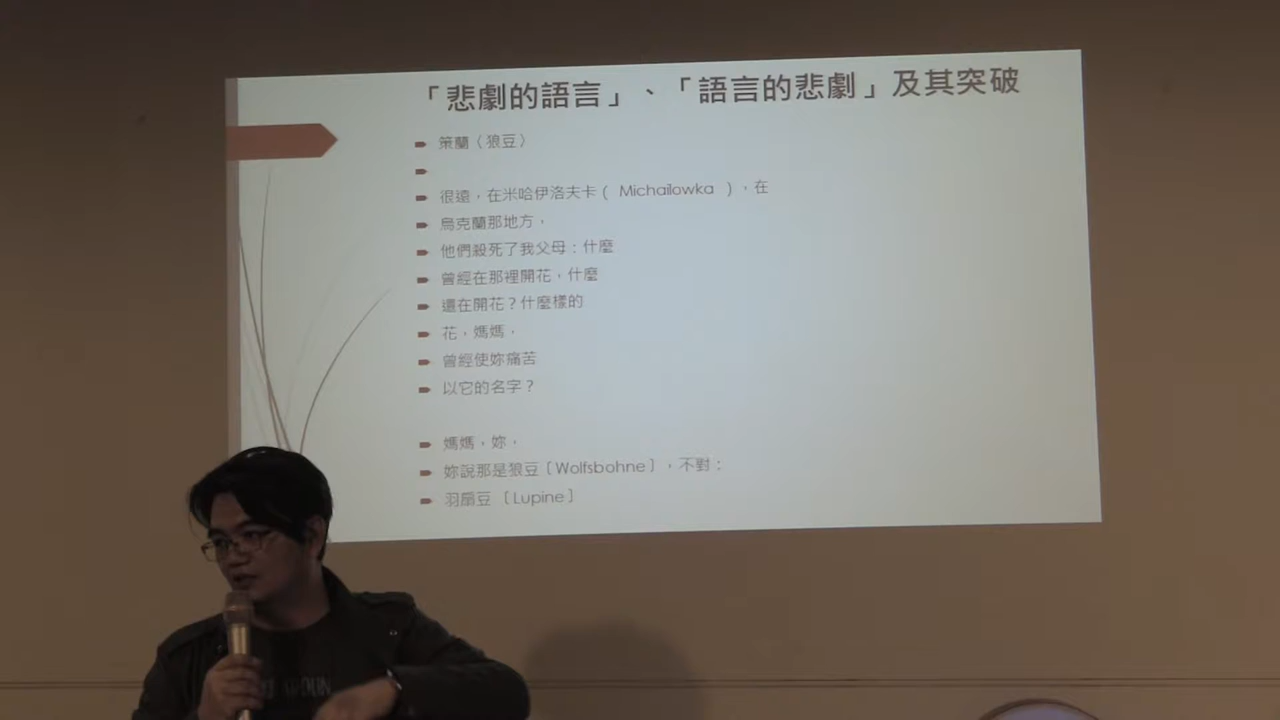 「悲劇的語言」、「語言的悲劇」及其突破
策蘭〈狼豆〉
很遠，在米哈伊洛夫卡( Michailowka )，在
烏克蘭那地方，
他們殺死了我父母：什麼
曾經在那裡開花，什麼
還在開花？什麼樣的
花，媽媽，
曾經使妳痛苦
以它的名字？
媽媽，妳，
妳說那是狼豆〔Wolfsbohne〕，不對：
羽扇豆〔Lupine〕